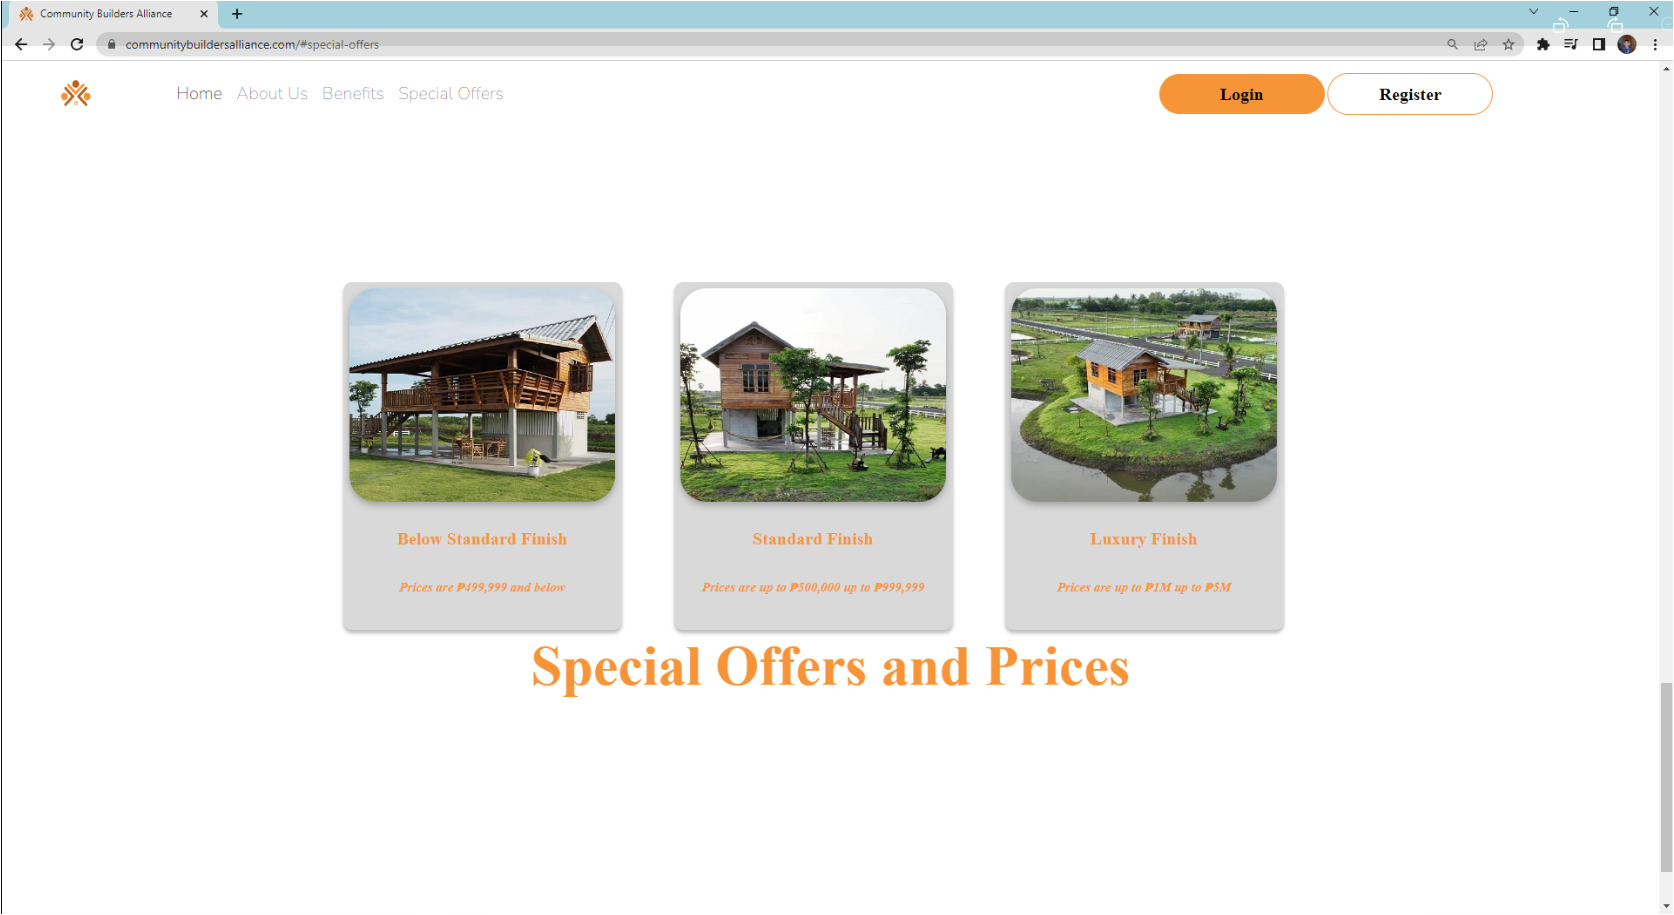 Community Builders Alliance
communitybuildersalliance.com/#special-offers
Home About Us Benefits Special Offers
Login Register
Below Standard Finish
Prices are ₱499,999 and below
Standard Finish
Prices are up to ₱500,000 up to ₱999,999
Luxury Finish
Prices are up to ₱1M up to ₱5M
Special Offers and Prices